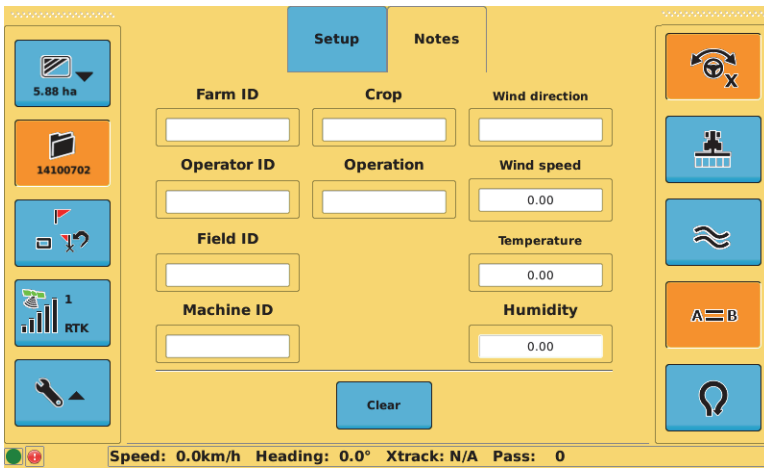 Setup
Notes
5.88 ha
14100702
1
RTK
Farm ID
Crop
Wind direction
Operator ID
Operation
Wind speed
0.00
Field ID
Temperature
0.00
Machine ID
Humidity
0.00
Clear
X
A=B
Speed: 0.0km/h Heading: 0.0° Xtrack: N/A Pass: 0